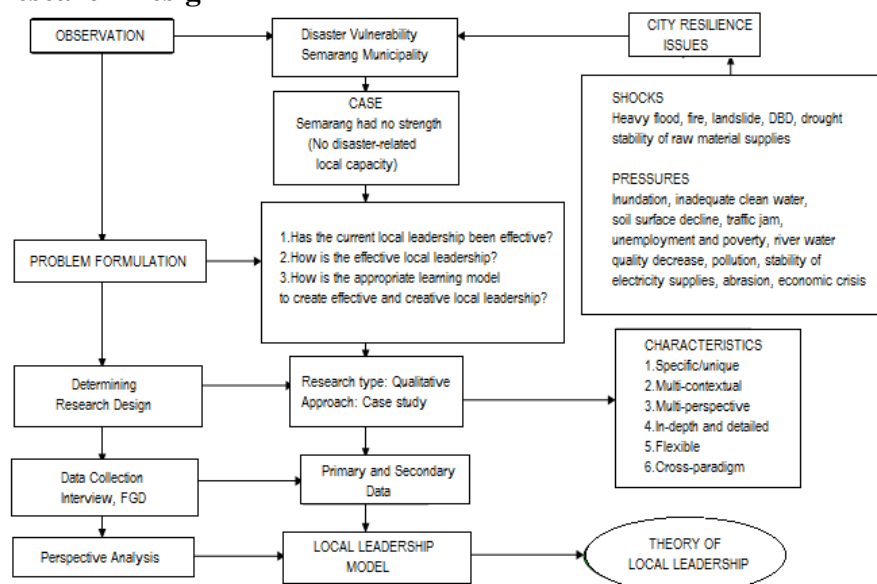 OBSERVATION
Disaster Vulnerability
Semarang Municipality
CITY RESILIENCE
ISSUES
CASE
Semarang had no strength
(No disaster-related
local capacity)
SHOCKS
Heavy flood, fire, landslide, DBD, drought
stability of raw material supplies
PRESSURES
Inundation, inadequate clean water,
soil surface decline, traffic jam,
unemployment and poverty, river water
quality decrease, pollution, stability of
electricity supplies, abrasion, economic crisis
PROBLEM FORMULATION
1.Has the current local leadership been effective?
2.How is the effective local leadership?
3.How is the appropriate learning model
to create effective and creative local leadership?
Determining
Research Design
Research type: Qualitative
Approach: Case study
CHARACTERISTICS
1.Specific/unique
2.Multi-contextual
3.Multi-perspective
4.In-depth and detailed
5.Flexible
6.Cross-paradigm
Data Collection
Interview, FGD
Primary and Secondary
Data
Perspective Analysis
LOCAL LEADERSHIP
MODEL
THEORY OF
LOCAL LEADERSHIP